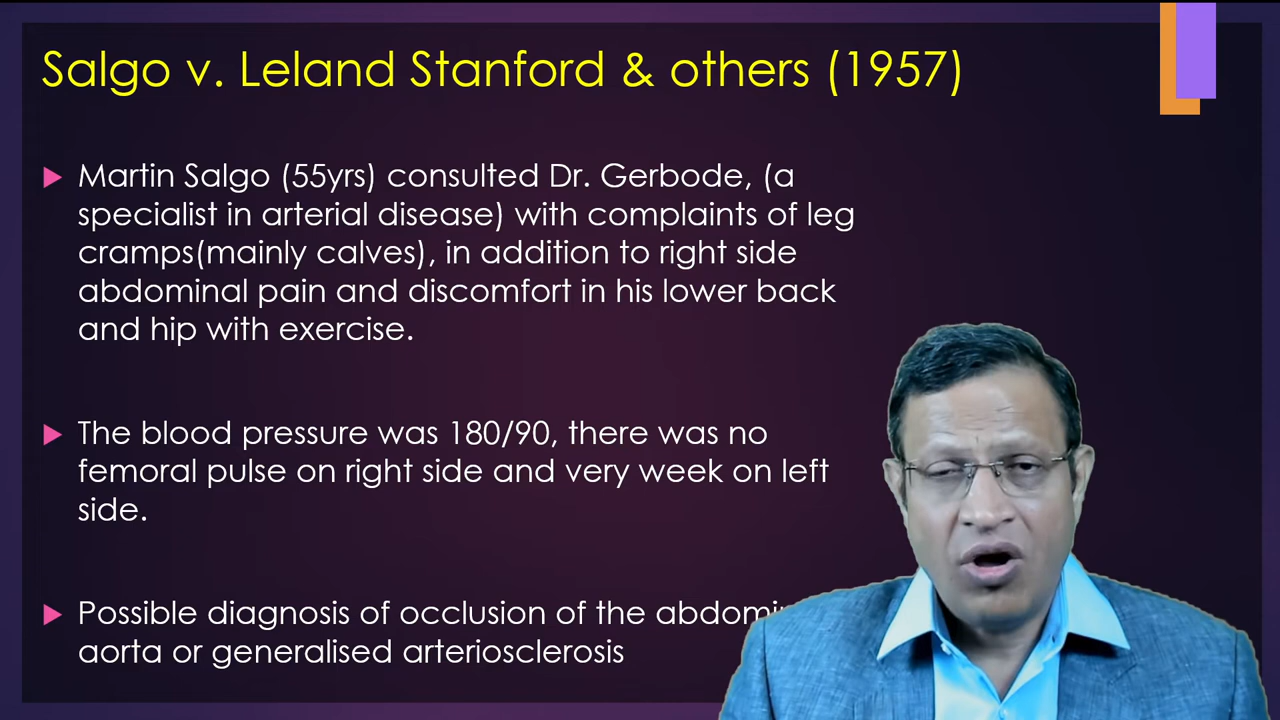 Salgo v. Leland Stanford & others (1957)
Martin Salgo (55yrs) consulted Dr. Gerbode, (a
specialist in arterial disease) with complaints of leg
cramps(mainly calves), in addition to right side
abdominal pain and discomfort in his lower back
and hip with exercise.
The blood pressure was 180/90, there was no
femoral pulse on right side and very week on left
side.
Possible diagnosis of occlusion of the
aorta or generalised arteriosclerosis